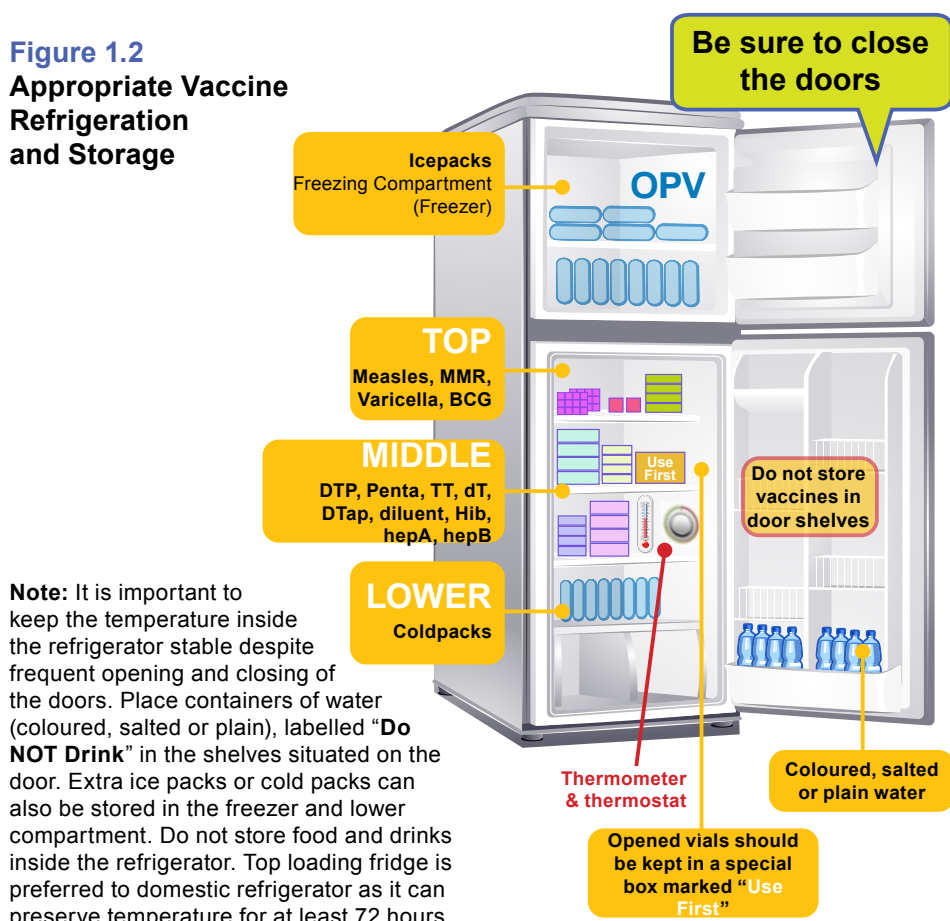 Figure 1.2
Appropriate Vaccine
Refrigeration
and Storage
Be sure to close
the doors
Icepacks
Freezing Compartment
(Freezer)
OPV
TOP
Measles, MMR,
Varicella, BCG
MIDDLE
DTP, Penta, TT, dT,
DTap, diluent, Hib,
hepA, hepB
Use
First
Do not store
vaccines in
door shelves
LOWER
Coldpacks
Note: It is important to
keep the temperature inside
the refrigerator stable despite
frequent opening and closing of
the doors. Place containers of water
(coloured, salted or plain), labelled “Do
NOT Drink” in the shelves situated on the
door. Extra ice packs or cold packs can
also be stored in the freezer and lower
compartment. Do not store food and drinks
inside the refrigerator. Top loading fridge is
preferred to domestic refrigerator as it can
preserve temperature for at least 72 hours
Thermometer
& thermostat
Coloured, salted
or plain water
Opened vials should
be kept in a special
box marked “Use
First”